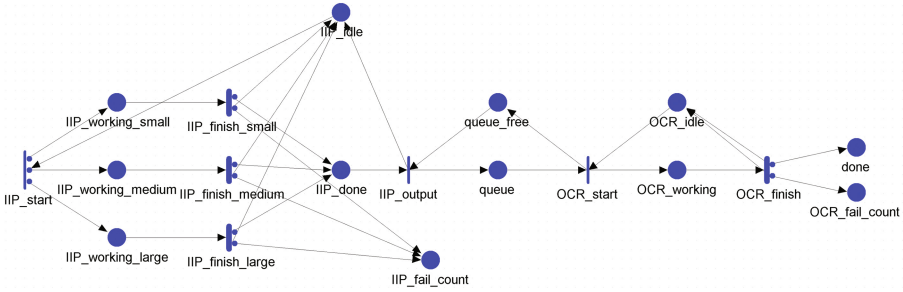 IIP_idle
IIP_working_small
IIP_finish_small
queue_free
OCR_idle
done
IIP_start
IIP_working_medium
IIP_finish_medium
IIP_done
IIP_output
queue
OCR_start
OCR_working
OCR_finish
OCR_fail_count
IIP_working_large
IIP_finish_large
IIP_fail_count